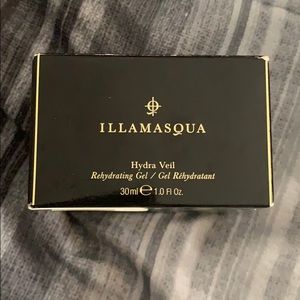 ILLAMASQUA
Hydra Veil
Rehydrating Gel / Gel Réhydratant
30ml ℮ 1.0 Fl Oz.